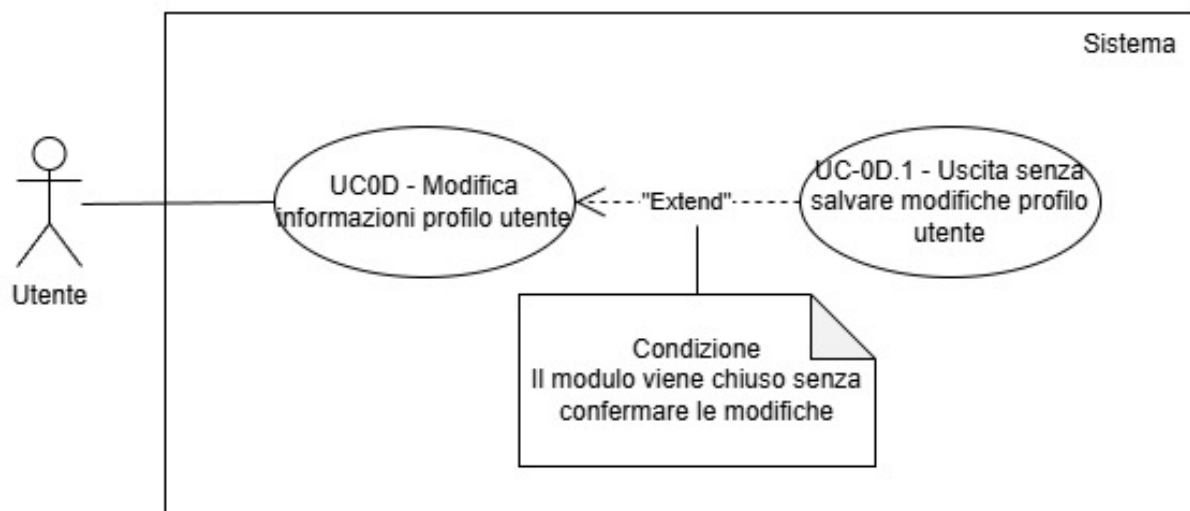 Sistema
UC0D - Modifica
informazioni profilo utente
"Extend"
UC-0D.1 - Uscita senza
salvare modifiche profilo
utente
Utente
Condizione
Il modulo viene chiuso senza
confermare le modifiche